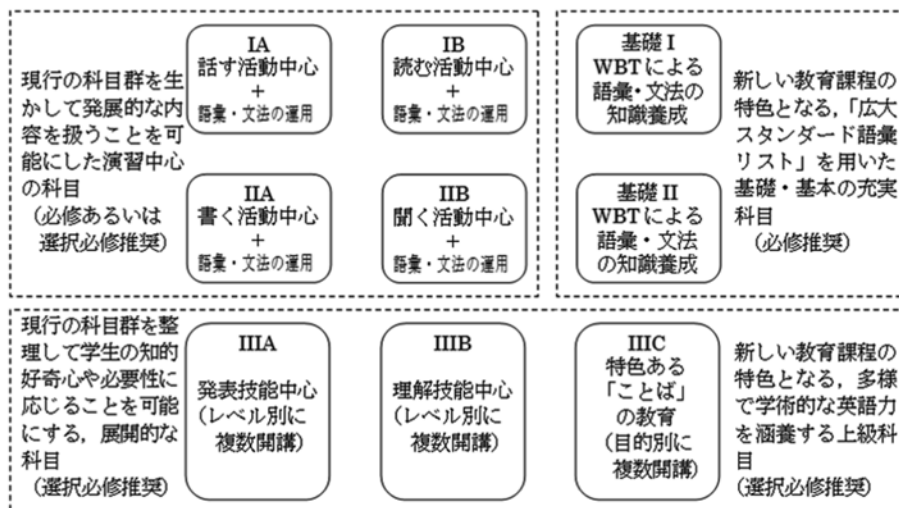 現行の科目群を生
かして発展的な内
容を扱うことを可
能にした演習中心
の科目
(必修あるいは
選択必修推奨)
IA
話す活動中心
+
語彙・文法の運用
IB
読む活動中心
+
語彙・文法の運用
IIA
書く活動中心
+
語彙・文法の運用
IIB
聞く活動中心
+
語彙・文法の運用
基礎 I
WBTによる
語彙・文法の
知識養成
基礎 II
WBTによる
語彙・文法
の知識養成
新しい教育課程の
特色となる,「広大
スタンダード語彙
リスト」を用いた
基礎・基本の充実
科目
(必修推奨)
現行の科目群を整
理して学生の知的
好奇心や必要性に
応じることを可能
にする,展開的な
科目
(選択必修推奨)
IIIA
発表技能中心
(レベル別に
複数開講)
IIIB
理解技能中心
(レベル別に
複数開講)
IIIC
特色ある
「ことば」
の教育
(目的別に
複数開講)
新しい教育課程の
特色となる,多様
で学術的な英語力
を涵養する上級科
目
(選択必修推奨)